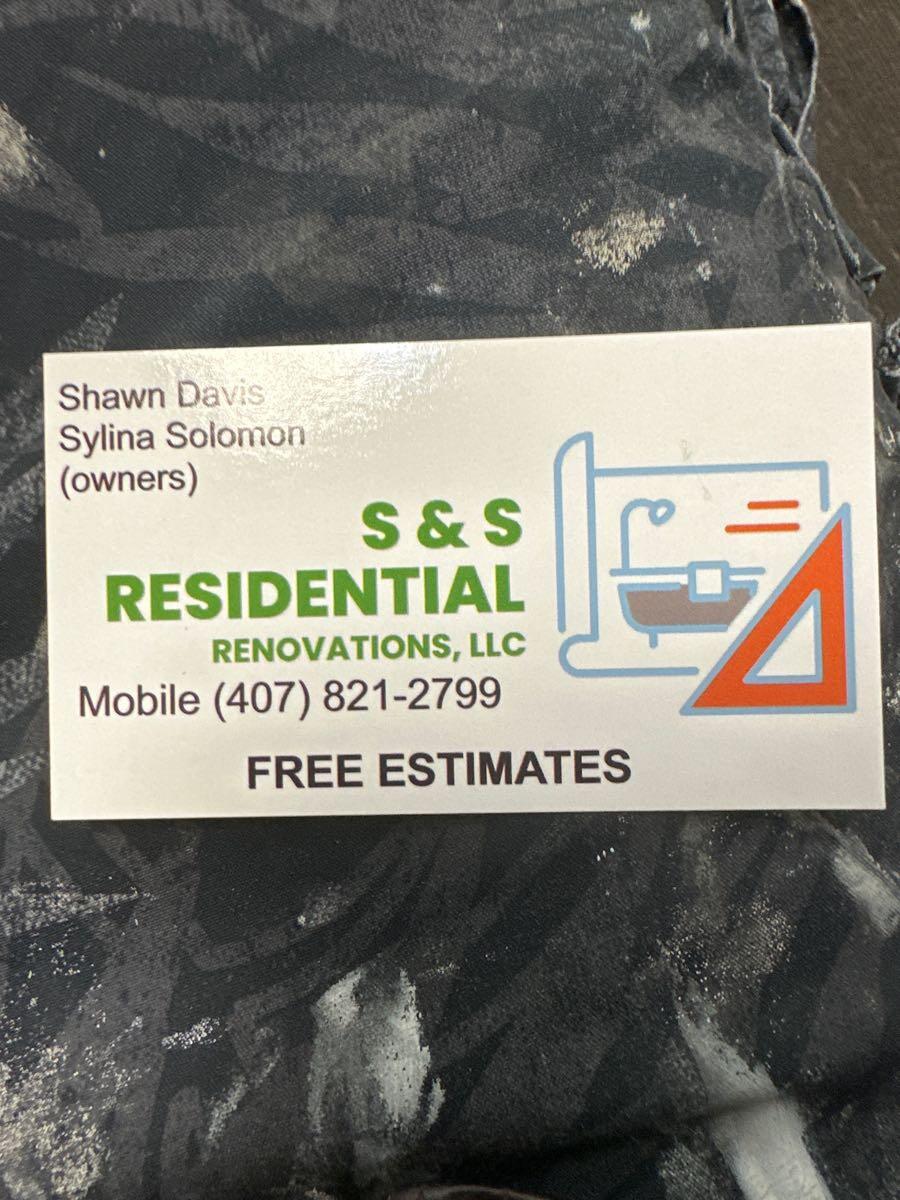 Shawn Davis
Sylina Solomon
(owners)
S & S
RESIDENTIAL
RENOVATIONS, LLC
Mobile (407) 821-2799
FREE ESTIMATES